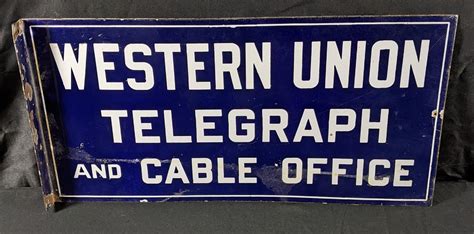 WESTERN UNION
TELEGRAPH
AND CABLE OFFICE